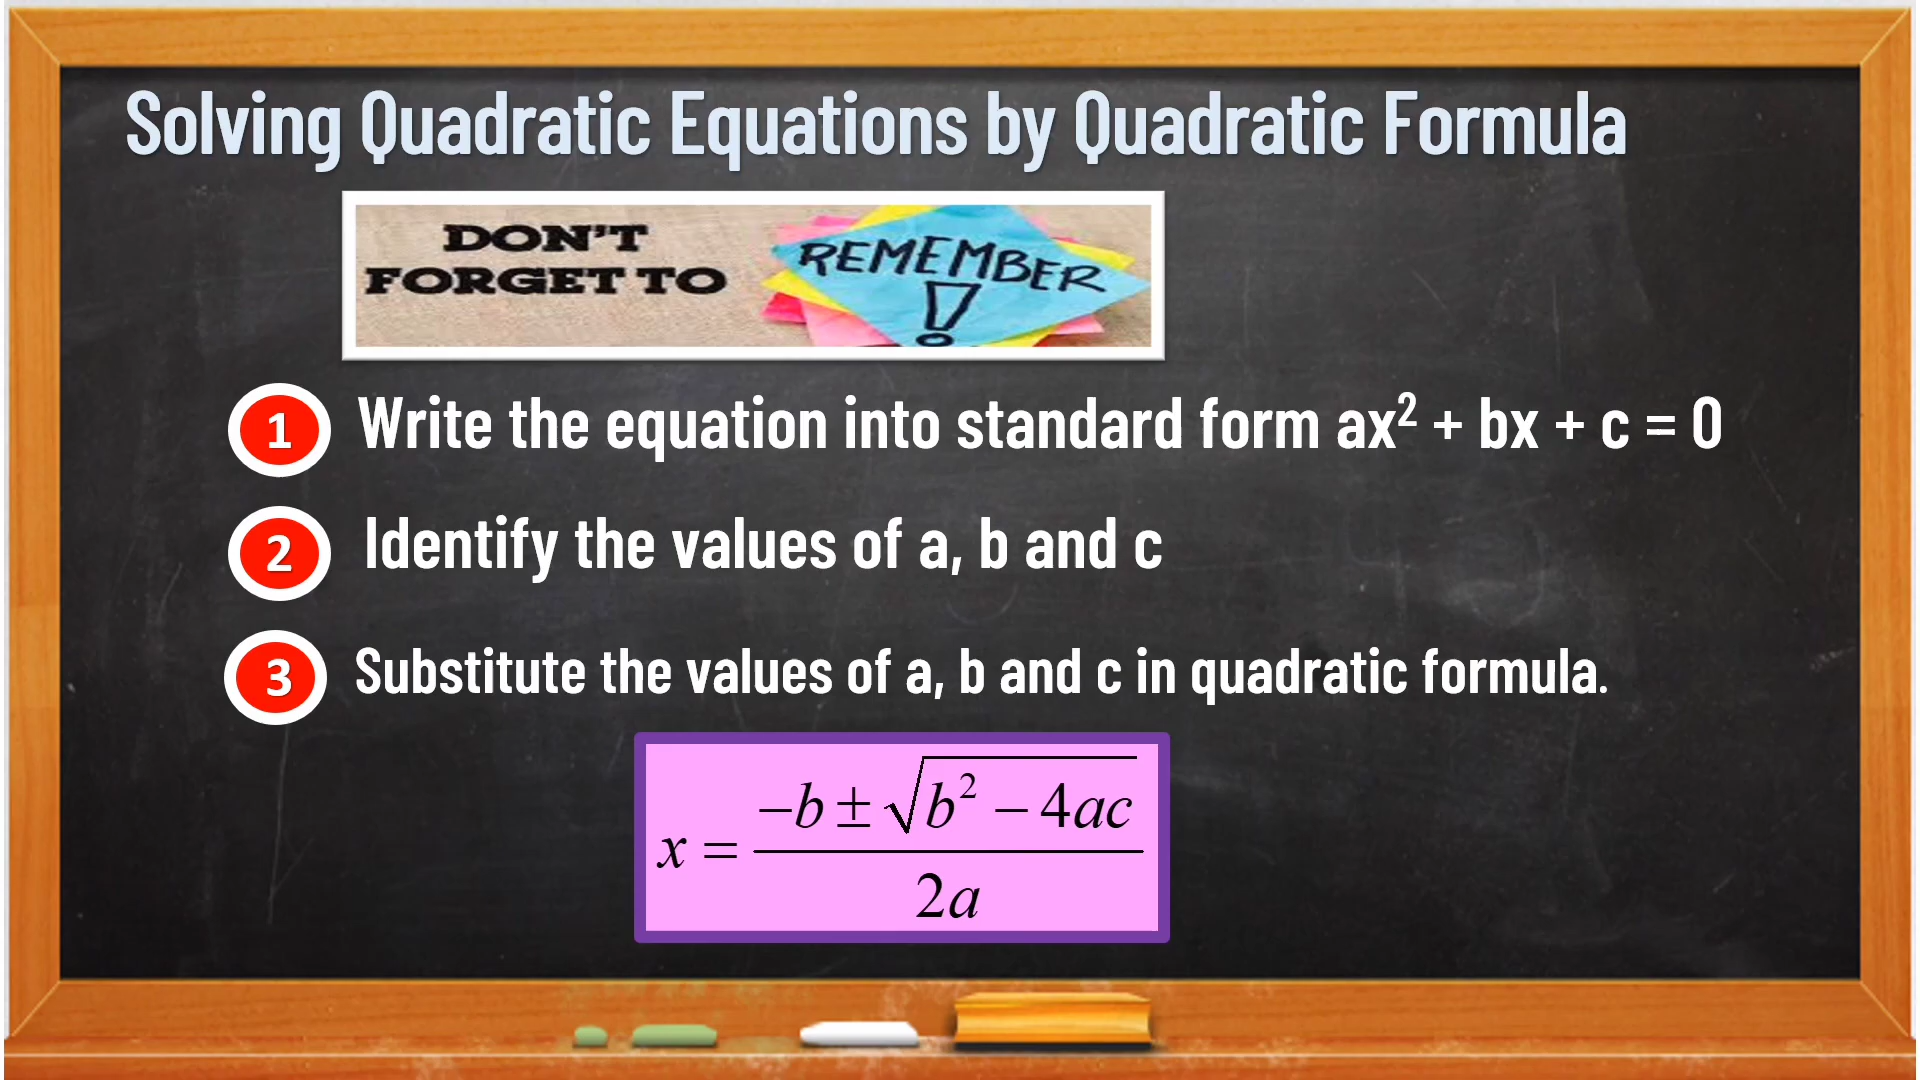 Solving Quadratic Equations by Quadratic Formula
DON'T
FORGET TO
REMEMBER
!
1 Write the equation into standard form ax² + bx + c = 0
2 Identify the values of a, b and c
3 Substitute the values of a, b and c in quadratic formula.
x = (−b ± √(b² − 4ac)) / 2a